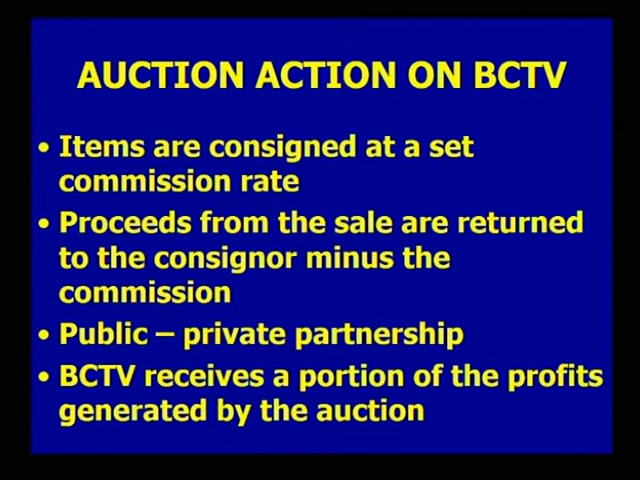 AUCTION ACTION ON BCTV
• Items are consigned at a set
commission rate
• Proceeds from the sale are returned
to the consignor minus the
commission
• Public – private partnership
• BCTV receives a portion of the profits
generated by the auction